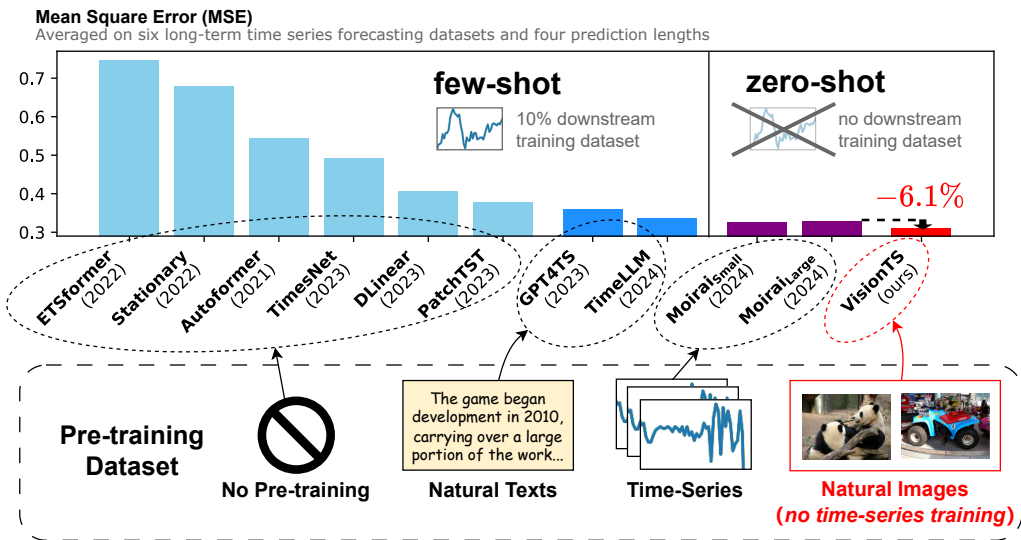 Mean Square Error (MSE)
Averaged on six long-term time series forecasting datasets and four prediction lengths
0.7
0.6
0.5
0.4
0.3
few-shot
10% downstream
training dataset
zero-shot
no downstream
training dataset
−6.1%
ETSformer
(2022)
Stationary
(2022)
Autoformer
(2021)
TimesNet
(2023)
DLinear
(2023)
PatchTST
(2023)
GPT4TS
(2023)
TimeLLM
(2024)
MoiraiSmall
(2024)
MoiraiLarge
(2024)
VisionTS
(ours)
Pre-training
Dataset
No Pre-training
The game began
development in 2010,
carrying over a large
portion of the work...
Natural Texts
Time-Series
Natural Images
(no time-series training)